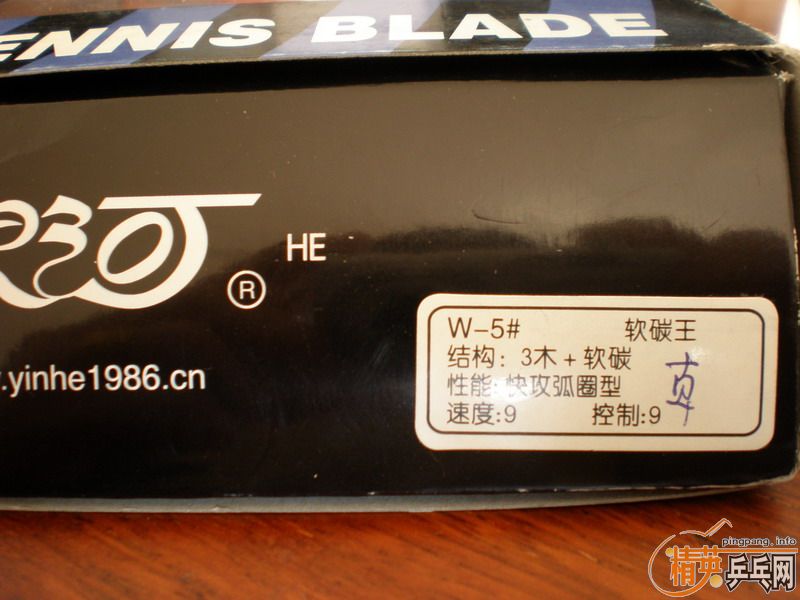 ENNIS BLADE
河 ® HE
.yinhe1986.cn
W-5# 软碳王
结构: 3木+软碳
性能:快攻弧圈型
速度:9 控制:9
pingpang.info
精英乒乓网